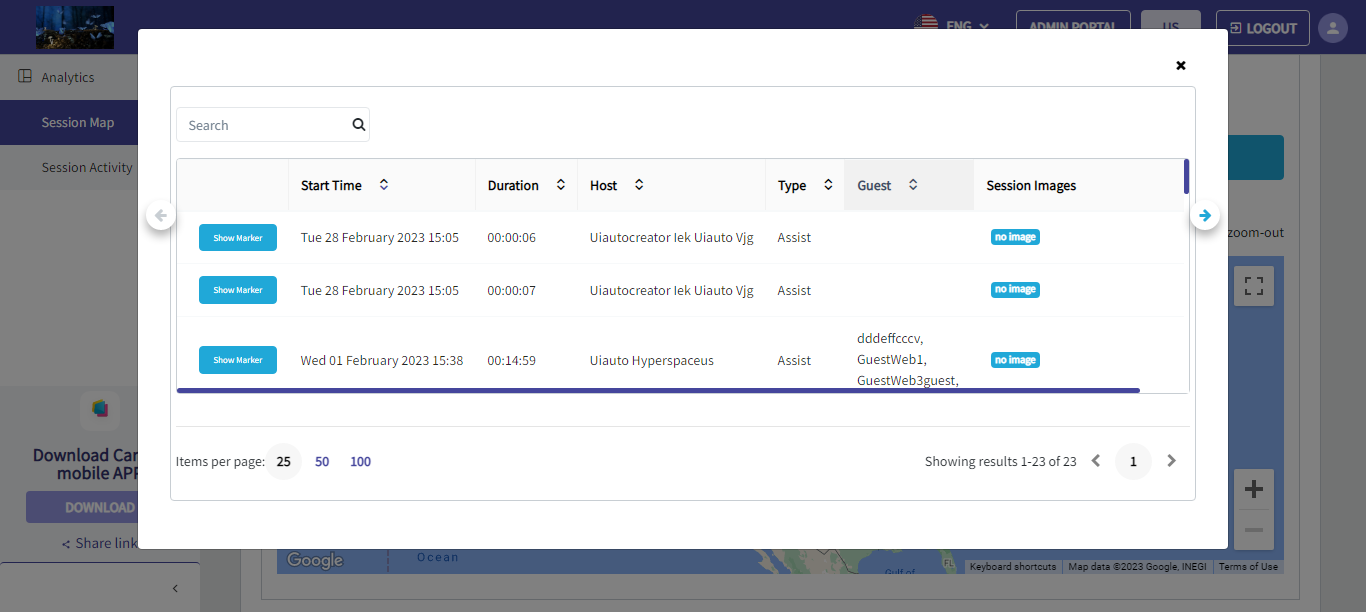 ENG
ADMIN PORTAL
US
LOGOUT
Analytics
Session Map
Session Activity
Search
Start Time
Duration
Host
Type
Guest
Session Images
Show Marker
Tue 28 February 2023 15:05
00:00:06
Uiautocreator Iek Uiauto Vjg
Assist
no image
Show Marker
Tue 28 February 2023 15:05
00:00:07
Uiautocreator Iek Uiauto Vjg
Assist
no image
Show Marker
Wed 01 February 2023 15:38
00:14:59
Uiauto Hyperspaceus
Assist
dddeffcccv,
GuestWeb1,
GuestWeb3guest,
no image
zoom-out
Items per page: 25 50 100
Showing results 1-23 of 23
1
Download Car
mobile APP
DOWNLOAD
Share link
Google
Ocean
Gulf of
FL
Keyboard shortcuts
Map data ©2023 Google, INEGI
Terms of Use